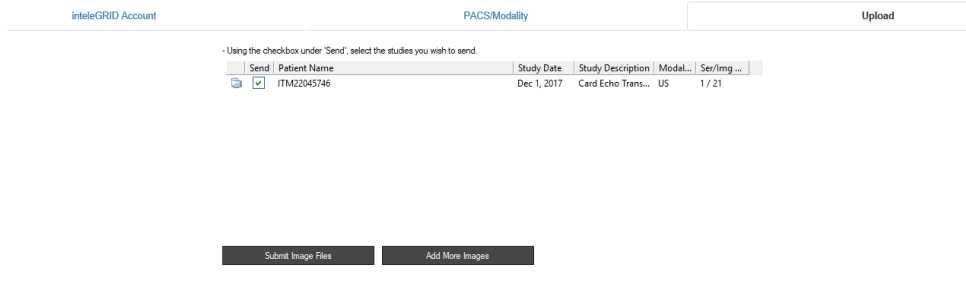 inteleGRID Account PACS/Modality Upload
- Using the checkbox under 'Send', select the studies you wish to send.
Send Patient Name Study Date Study Description Modal... Ser/Img ...
ITM22045746 Dec 1, 2017 Card Echo Trans... US 1 / 21
Submit Image Files Add More Images